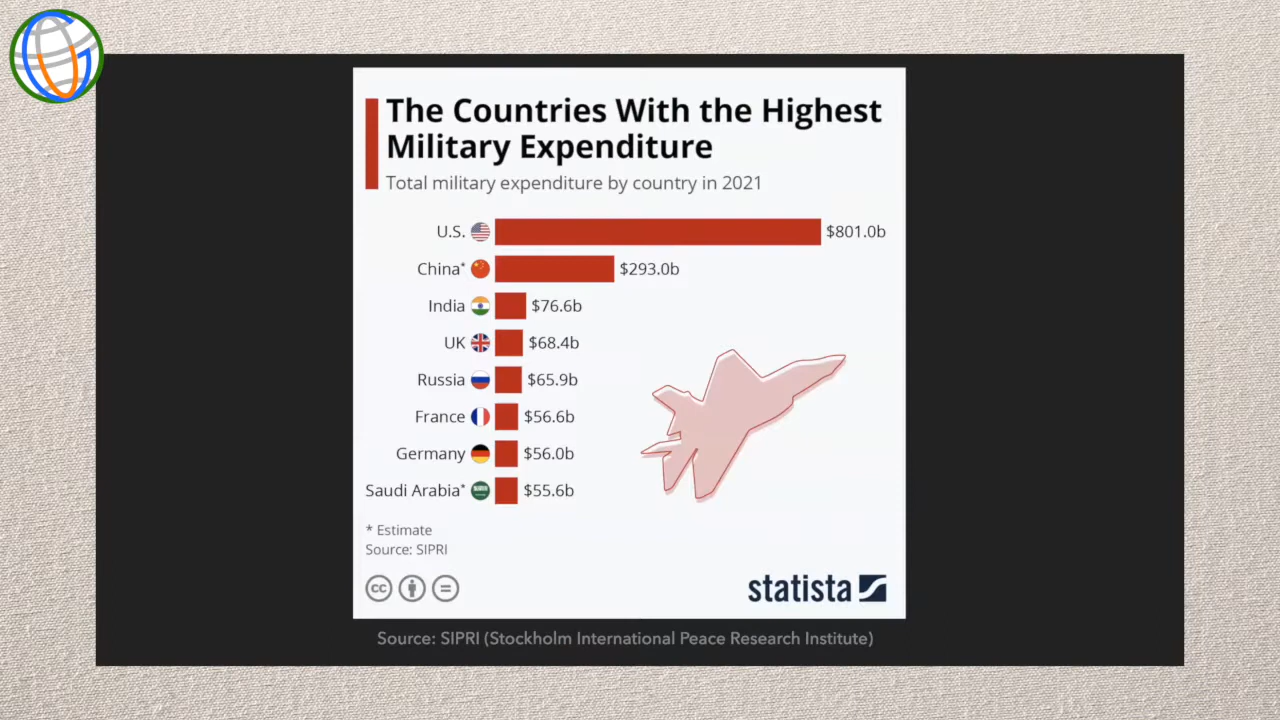 The Countries With the Highest
Military Expenditure
Total military expenditure by country in 2021
U.S. $801.0b
China* $293.0b
India $76.6b
UK $68.4b
Russia $65.9b
France $56.6b
Germany $56.0b
Saudi Arabia* $55.6b
* Estimate
Source: SIPRI
cc
statista
Source: SIPRI (Stockholm International Peace Research Institute)